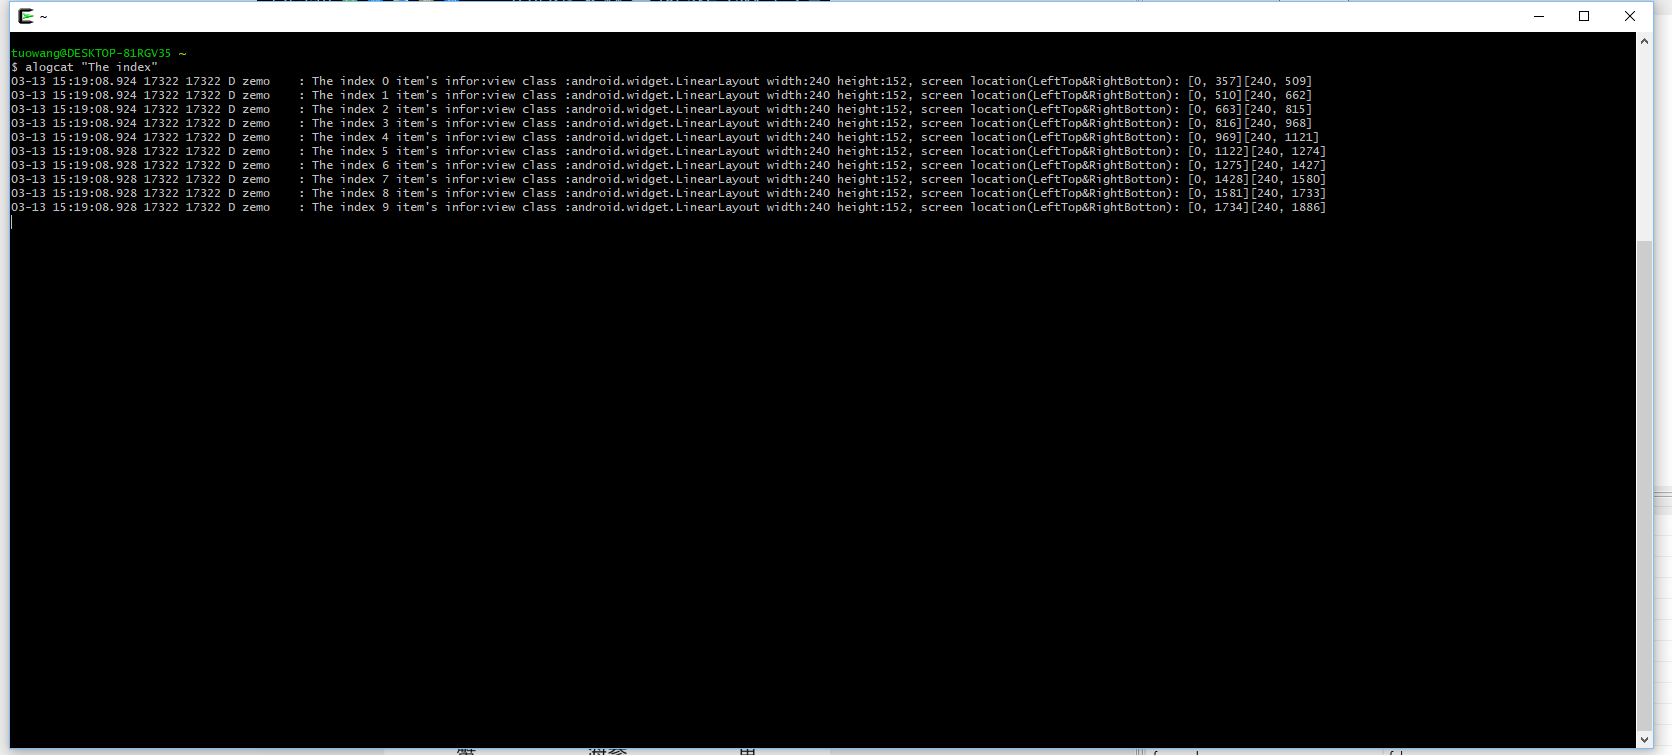 ~
tuowang@DESKTOP-81RGV35 ~
$ alogcat "The index"
03-13 15:19:08.924 17322 17322 D zemo    : The index 0 item's infor:view class :android.widget.LinearLayout width:240 height:152, screen location(LeftTop&RightBotton): [0, 357][240, 509]
03-13 15:19:08.924 17322 17322 D zemo    : The index 1 item's infor:view class :android.widget.LinearLayout width:240 height:152, screen location(LeftTop&RightBotton): [0, 510][240, 662]
03-13 15:19:08.924 17322 17322 D zemo    : The index 2 item's infor:view class :android.widget.LinearLayout width:240 height:152, screen location(LeftTop&RightBotton): [0, 663][240, 815]
03-13 15:19:08.924 17322 17322 D zemo    : The index 3 item's infor:view class :android.widget.LinearLayout width:240 height:152, screen location(LeftTop&RightBotton): [0, 816][240, 968]
03-13 15:19:08.924 17322 17322 D zemo    : The index 4 item's infor:view class :android.widget.LinearLayout width:240 height:152, screen location(LeftTop&RightBotton): [0, 969][240, 1121]
03-13 15:19:08.928 17322 17322 D zemo    : The index 5 item's infor:view class :android.widget.LinearLayout width:240 height:152, screen location(LeftTop&RightBotton): [0, 1122][240, 1274]
03-13 15:19:08.928 17322 17322 D zemo    : The index 6 item's infor:view class :android.widget.LinearLayout width:240 height:152, screen location(LeftTop&RightBotton): [0, 1275][240, 1427]
03-13 15:19:08.928 17322 17322 D zemo    : The index 7 item's infor:view class :android.widget.LinearLayout width:240 height:152, screen location(LeftTop&RightBotton): [0, 1428][240, 1580]
03-13 15:19:08.928 17322 17322 D zemo    : The index 8 item's infor:view class :android.widget.LinearLayout width:240 height:152, screen location(LeftTop&RightBotton): [0, 1581][240, 1733]
03-13 15:19:08.928 17322 17322 D zemo    : The index 9 item's infor:view class :android.widget.LinearLayout width:240 height:152, screen location(LeftTop&RightBotton): [0, 1734][240, 1886]